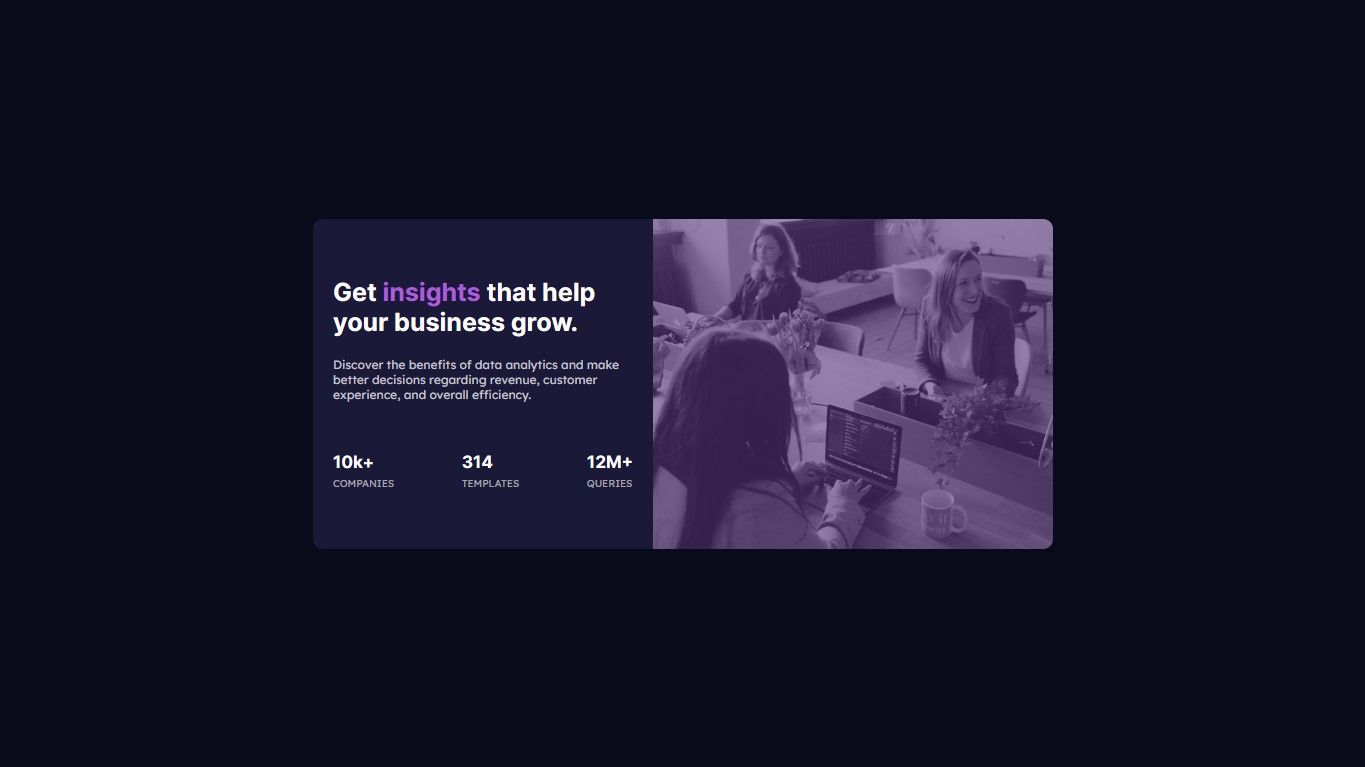 Get insights that help
your business grow.
Discover the benefits of data analytics and make
better decisions regarding revenue, customer
experience, and overall efficiency.
10k+ 314 12M+
COMPANIES TEMPLATES QUERIES